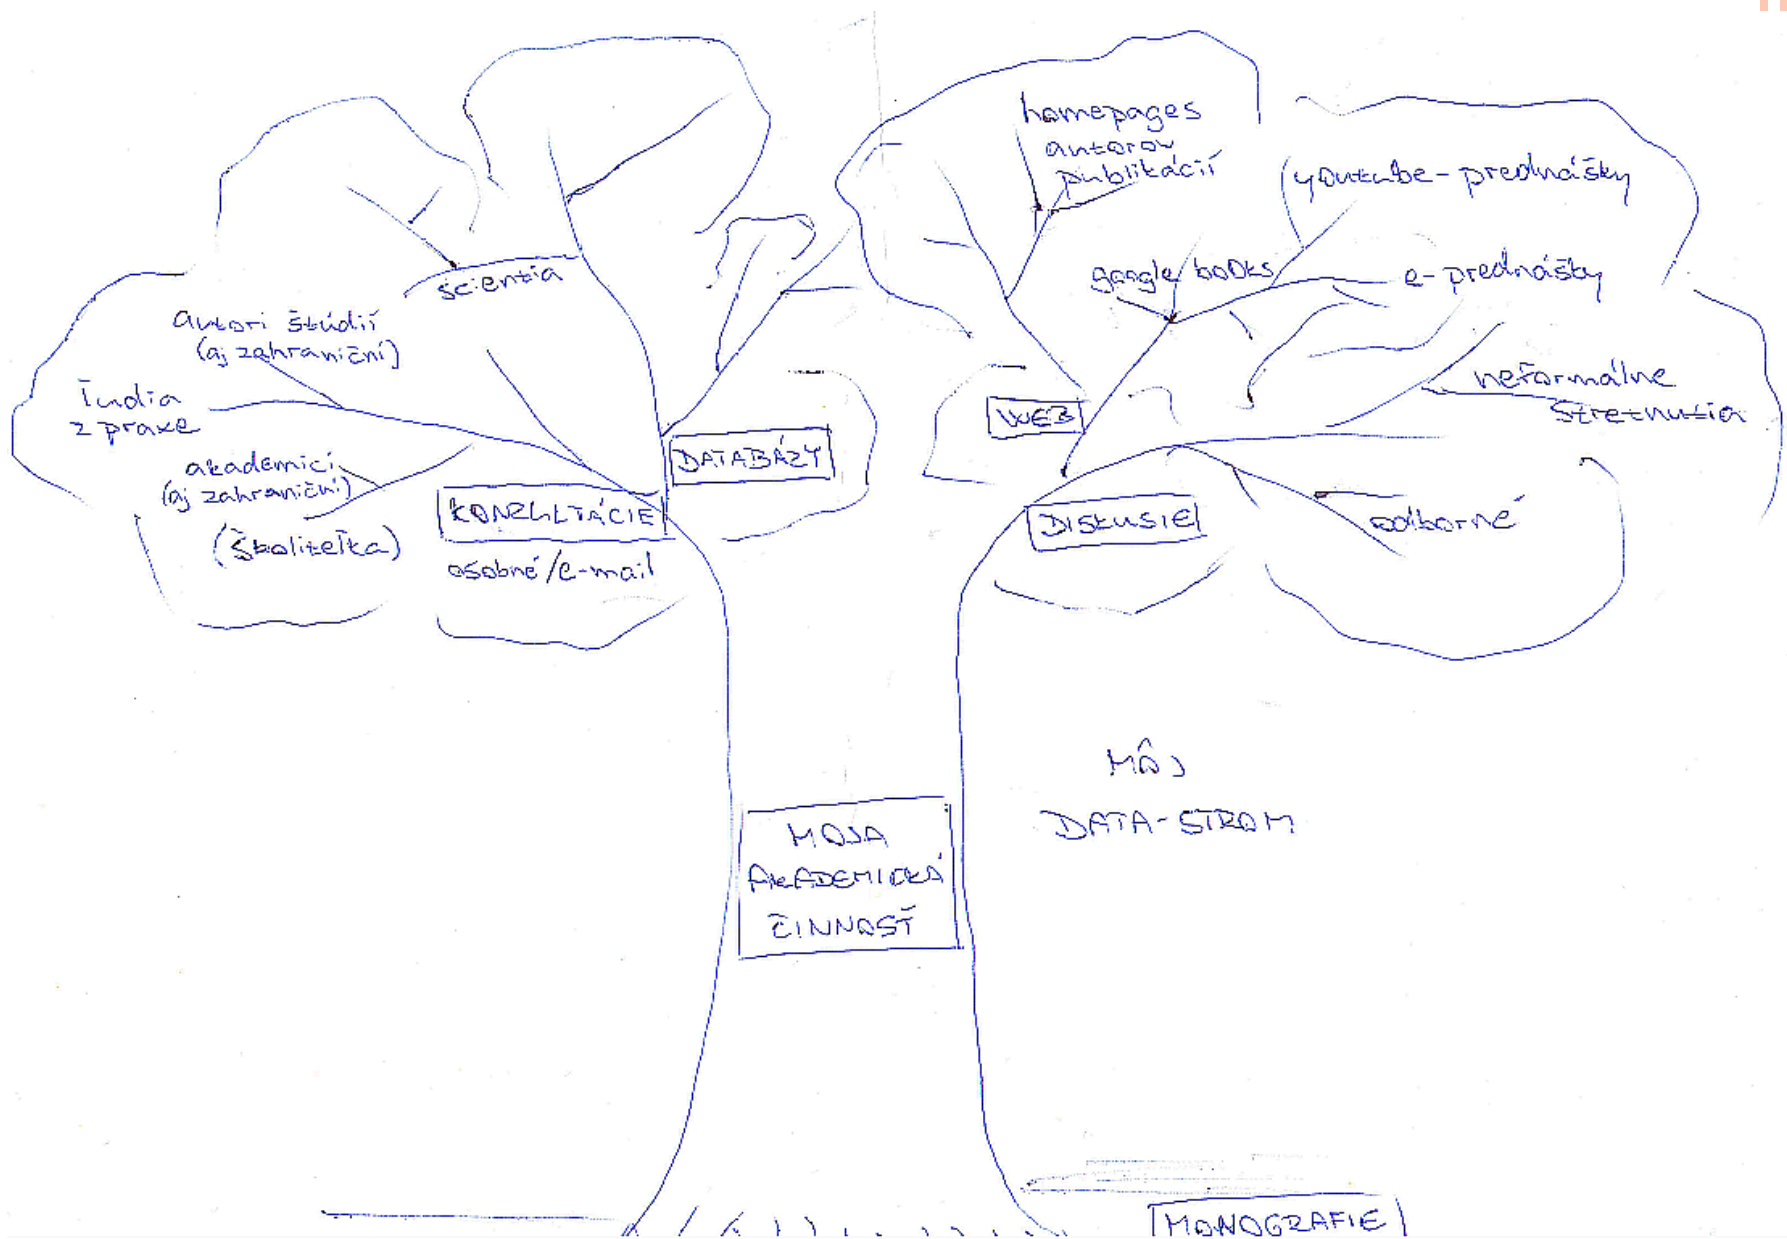 homepages
autorov
publikácií
youtube - prednášky
google books
e-prednášky
scientia
autori štúdií
(aj zahraniční)
ľudia
z praxe
akademici
(aj zahraniční)
(školiteľka)
KONZULTÁCIE
osobné/e-mail
DATABÁZY
WEB
neformálne
stretnutia
DISKUSIE
odborné
MÔJ
DATA-STROM
MOJA
AKADEMICKÁ
ČINNOSŤ
MONOGRAFIE